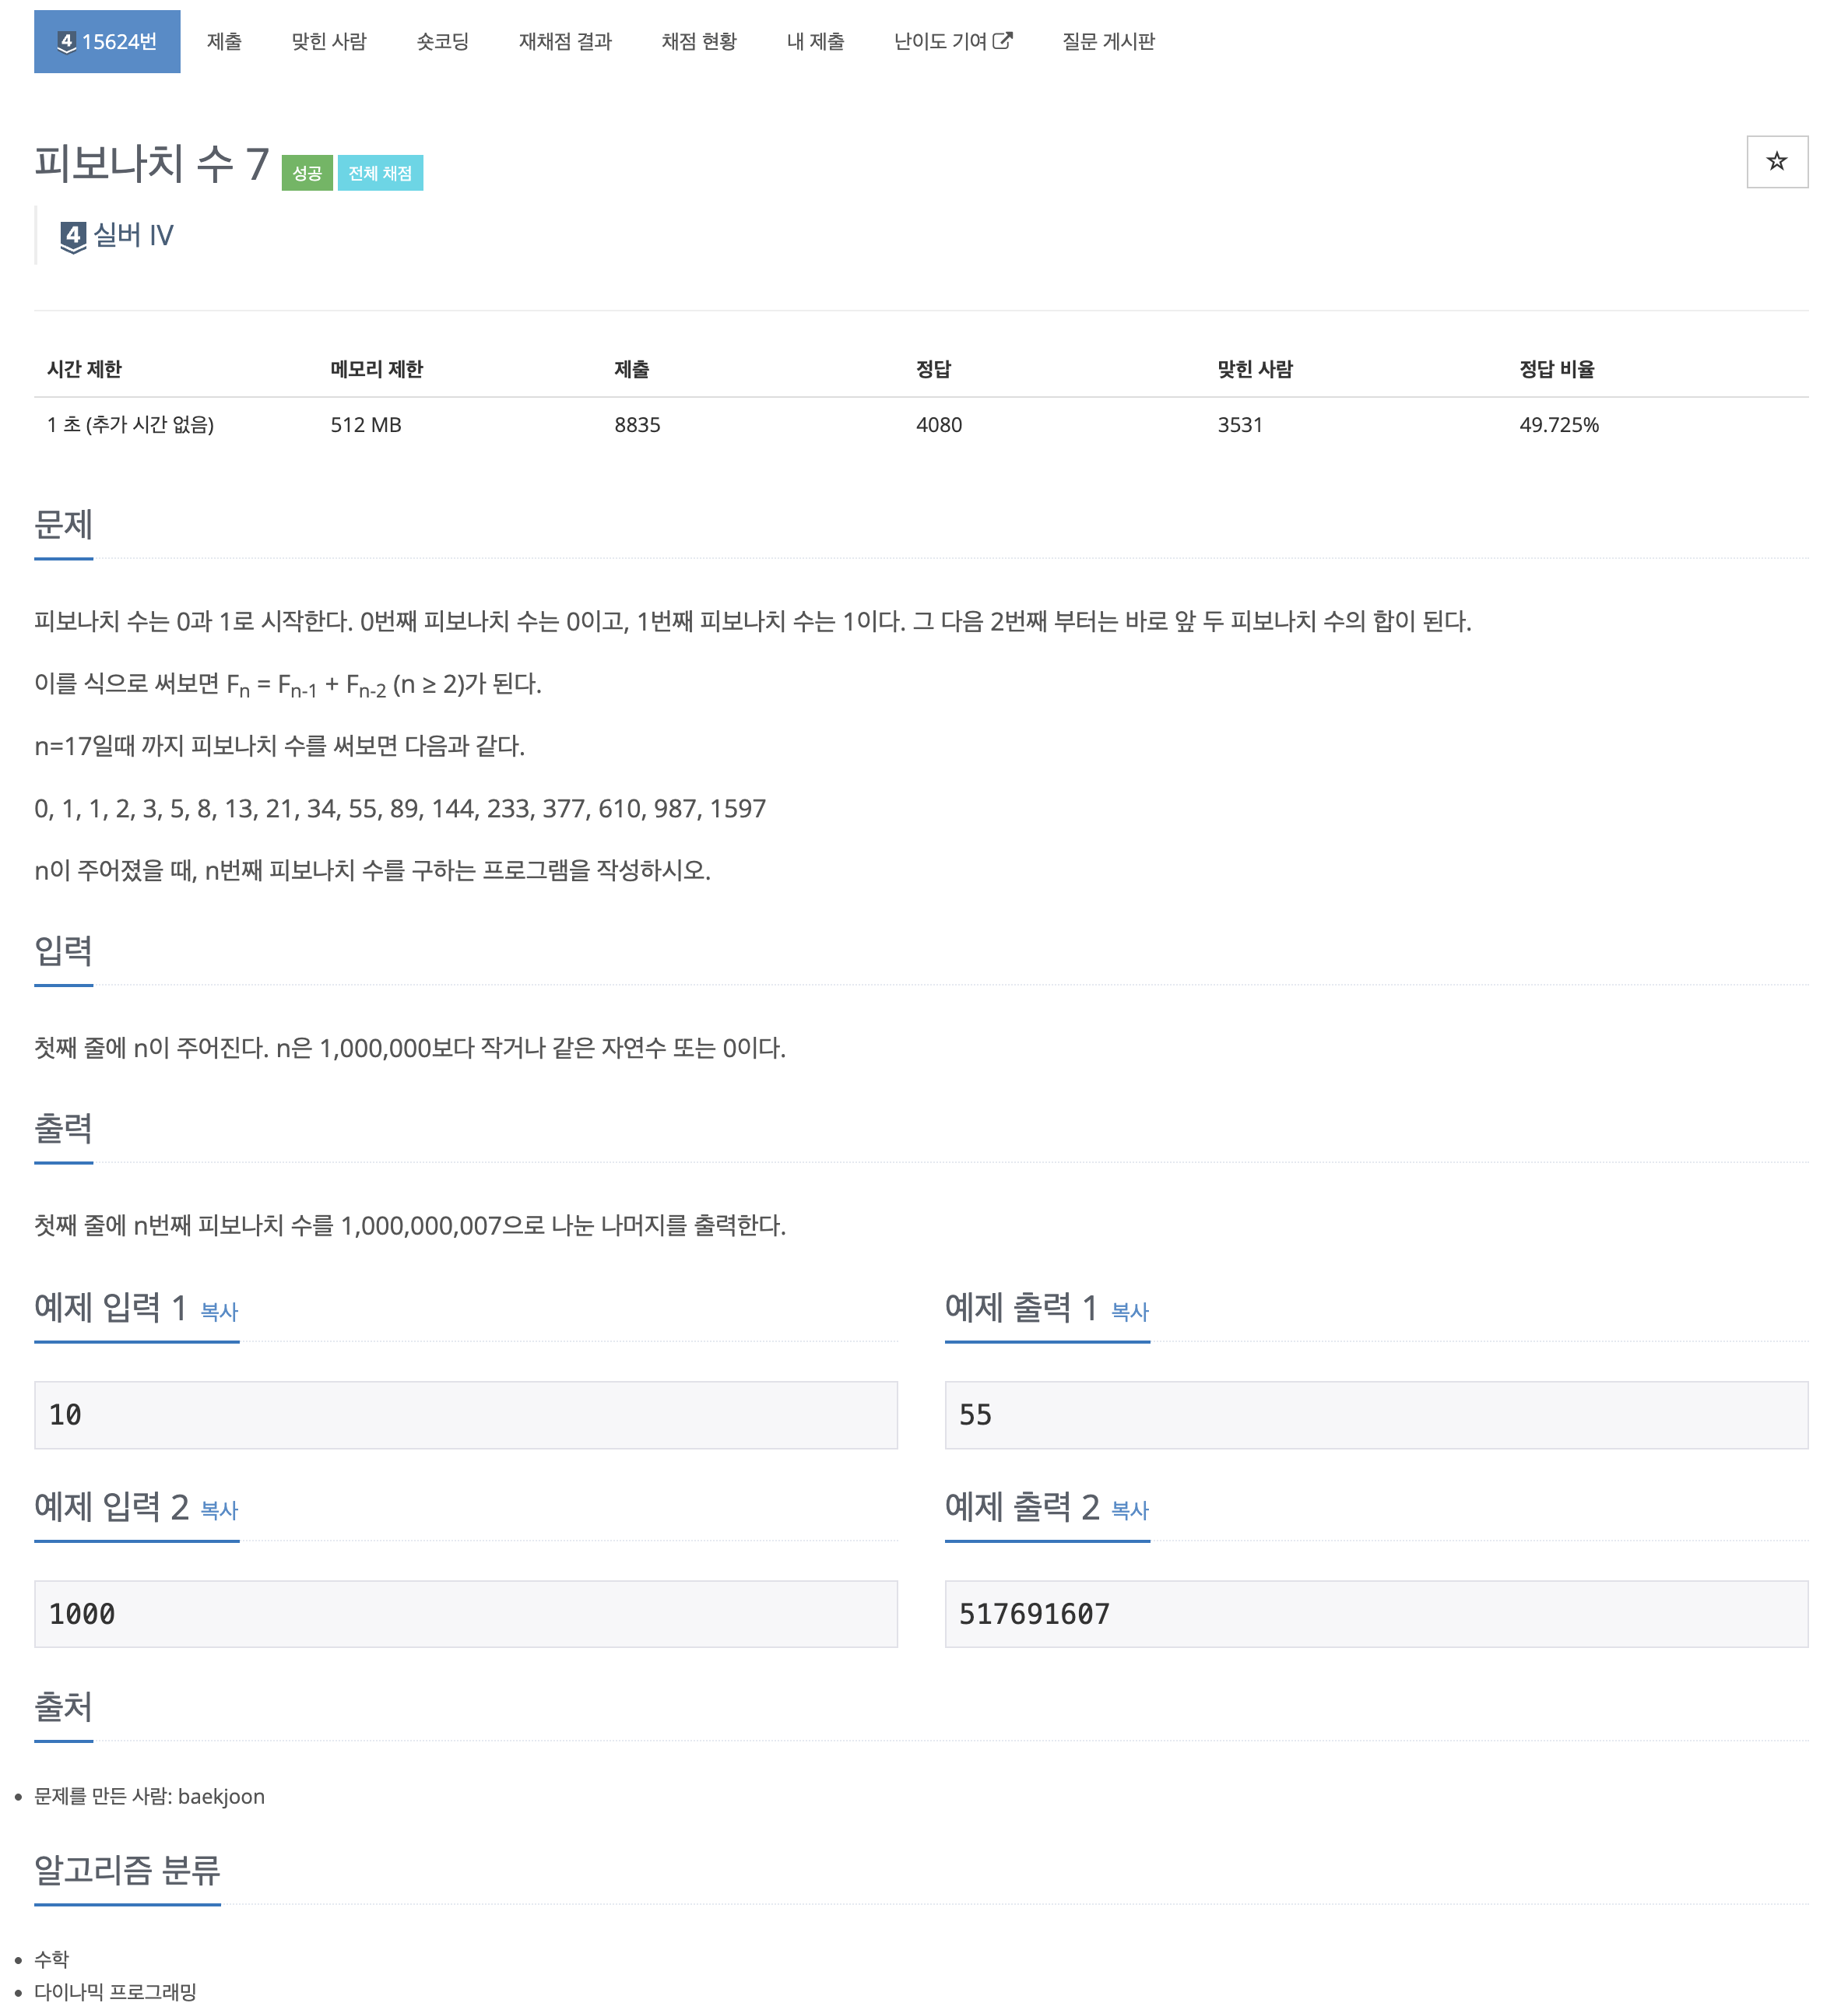 4 15624번 제출 맞힌 사람 숏코딩 재채점 결과 채점 현황 내 제출 난이도 기여 질문 게시판
피보나치 수 7 성공 전체 채점
4 실버 IV
시간 제한 메모리 제한 제출 정답 맞힌 사람 정답 비율
1 초 (추가 시간 없음) 512 MB 8835 4080 3531 49.725%
문제
피보나치 수는 0과 1로 시작한다. 0번째 피보나치 수는 0이고, 1번째 피보나치 수는 1이다. 그 다음 2번째 부터는 바로 앞 두 피보나치 수의 합이 된다.
이를 식으로 써보면 Fn = Fn-1 + Fn-2 (n ≥ 2)가 된다.
n=17일때 까지 피보나치 수를 써보면 다음과 같다.
0, 1, 1, 2, 3, 5, 8, 13, 21, 34, 55, 89, 144, 233, 377, 610, 987, 1597
n이 주어졌을 때, n번째 피보나치 수를 구하는 프로그램을 작성하시오.
입력
첫째 줄에 n이 주어진다. n은 1,000,000보다 작거나 같은 자연수 또는 0이다.
출력
첫째 줄에 n번째 피보나치 수를 1,000,000,007으로 나눈 나머지를 출력한다.
예제 입력 1 복사
10
예제 출력 1 복사
55
예제 입력 2 복사
1000
예제 출력 2 복사
517691607
출처
문제를 만든 사람: baekjoon
알고리즘 분류
수학
다이나믹 프로그래밍